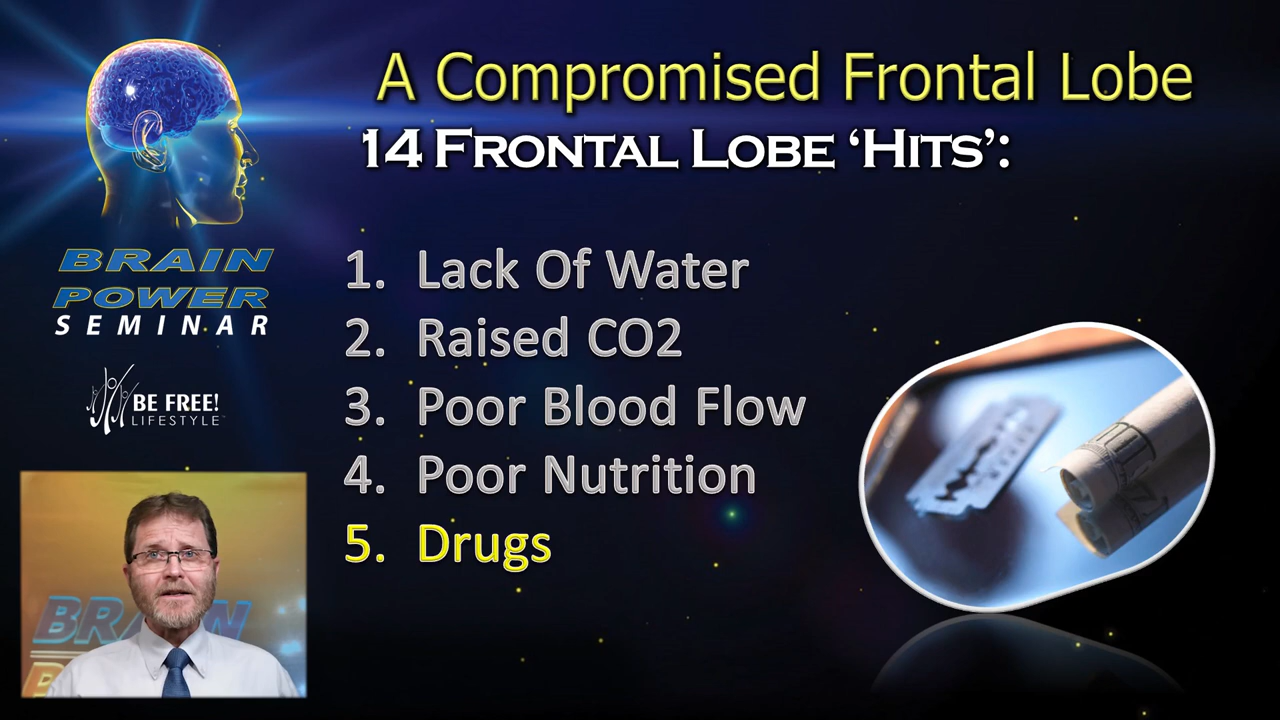 A Compromised Frontal Lobe
14 FRONTAL LOBE ‘HITS’:
BRAIN
POWER
SEMINAR
BE FREE!
LIFESTYLE™
1. Lack Of Water
2. Raised CO2
3. Poor Blood Flow
4. Poor Nutrition
5. Drugs